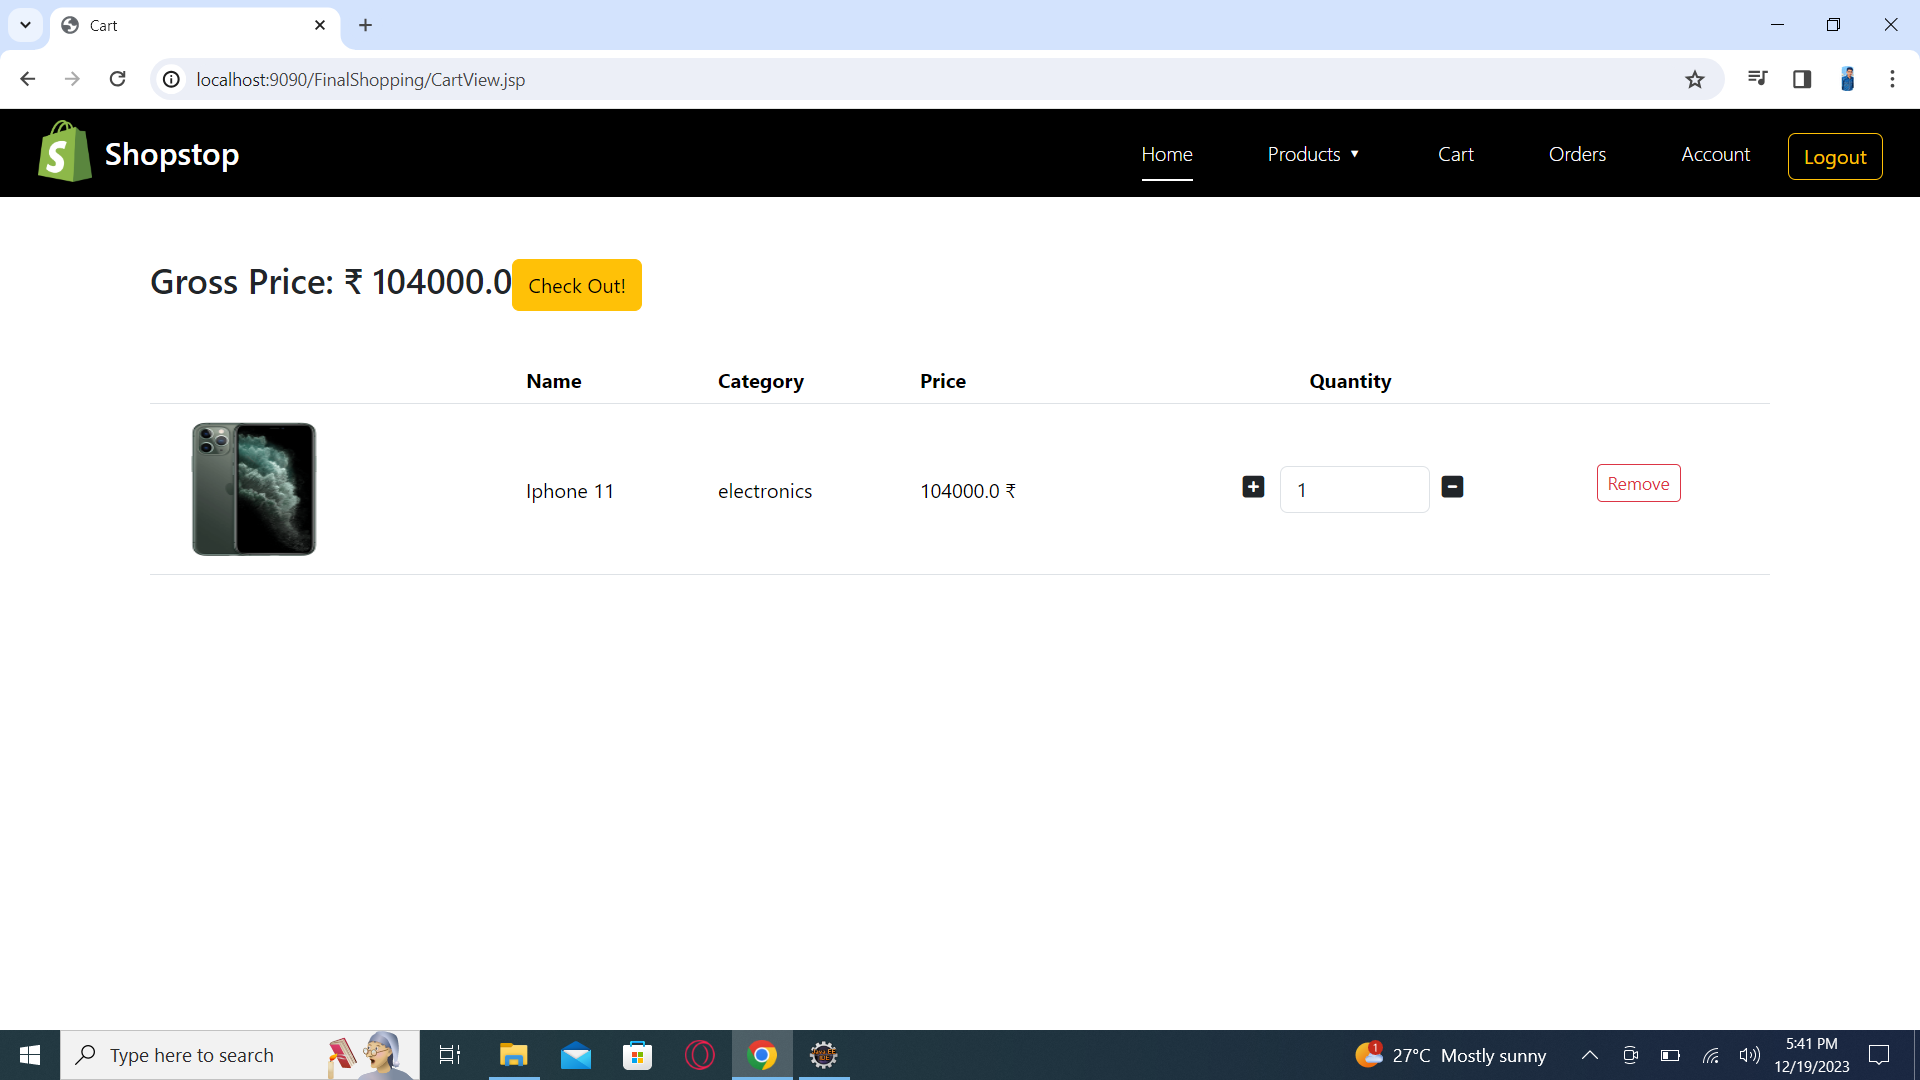 Cart
localhost:9090/FinalShopping/CartView.jsp
S Shopstop Home Products ▼ Cart Orders Account Logout
Gross Price: ₹ 104000.0 Check Out!
Name Category Price Quantity
Iphone 11 electronics 104000.0 ₹ 1 Remove
Type here to search 1 27°C Mostly sunny 5:41 PM
12/19/2023